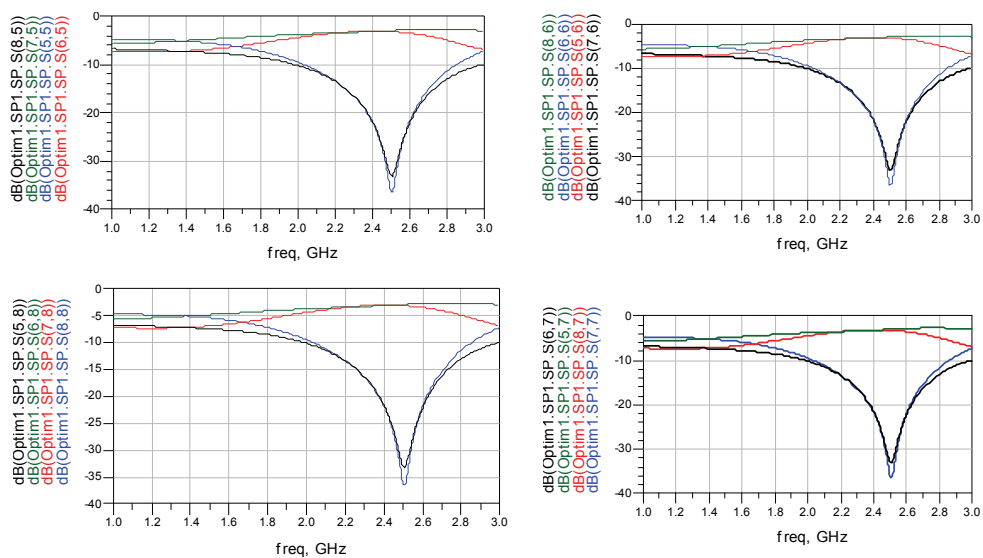 dB(Optim1.SP1.SP.S(8,5))
dB(Optim1.SP1.SP.S(7,5))
dB(Optim1.SP1.SP.S(5,5))
dB(Optim1.SP1.SP.S(6,5))
0
-10
-20
-30
-40
1.0 1.2 1.4 1.6 1.8 2.0 2.2 2.4 2.6 2.8 3.0
freq, GHz
dB(Optim1.SP1.SP.S(8,6))
dB(Optim1.SP1.SP.S(6,6))
dB(Optim1.SP1.SP.S(5,6))
dB(Optim1.SP1.SP.S(7,6))
0
-10
-20
-30
-40
1.0 1.2 1.4 1.6 1.8 2.0 2.2 2.4 2.6 2.8 3.0
freq, GHz
dB(Optim1.SP1.SP.S(5,8))
dB(Optim1.SP1.SP.S(6,8))
dB(Optim1.SP1.SP.S(7,8))
dB(Optim1.SP1.SP.S(8,8))
0
-5
-10
-15
-20
-25
-30
-35
-40
1.0 1.2 1.4 1.6 1.8 2.0 2.2 2.4 2.6 2.8 3.0
freq, GHz
dB(Optim1.SP1.SP.S(6,7))
dB(Optim1.SP1.SP.S(5,7))
dB(Optim1.SP1.SP.S(8,7))
dB(Optim1.SP1.SP.S(7,7))
0
-10
-20
-30
-40
1.0 1.2 1.4 1.6 1.8 2.0 2.2 2.4 2.6 2.8 3.0
freq, GHz